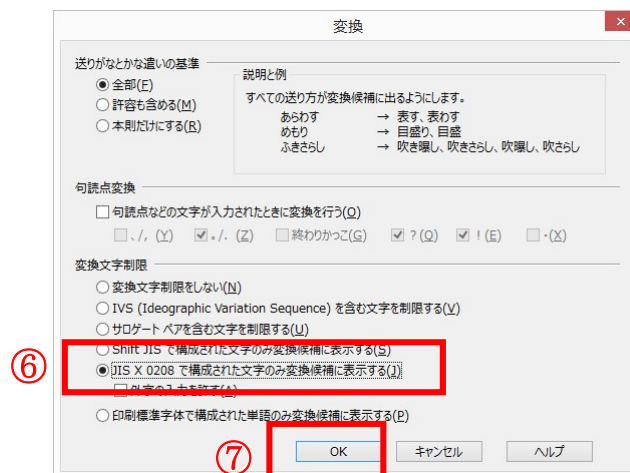 変換
x
送りがなとかな遣いの基準
全部(F)
許容も含める(M)
本則だけにする(R)
説明と例
すべての送り方が変換候補に出るようにします。
あらわす → 表す、表わす
めもり → 目盛り、目盛
ふきさらし → 吹き曝し、吹きさらし、吹曝し、吹さらし
句読点変換
句読点などの文字が入力されたときに変換を行う(O)
、/, (Y) 。/. (Z) 終わりかっこ(G) ? (Q) ! (E) ・(X)
変換文字制限
変換文字制限をしない(N)
IVS (Ideographic Variation Sequence) を含む文字を制限する(V)
サロゲート ペアを含む文字を制限する(U)
Shift JIS で構成された文字のみ変換候補に表示する(S)
⑥ JIS X 0208 で構成された文字のみ変換候補に表示する(J)
外字の入力を許す(A)
印刷標準字体で構成された単語のみ変換候補に表示する(P)
⑦ OK キャンセル ヘルプ